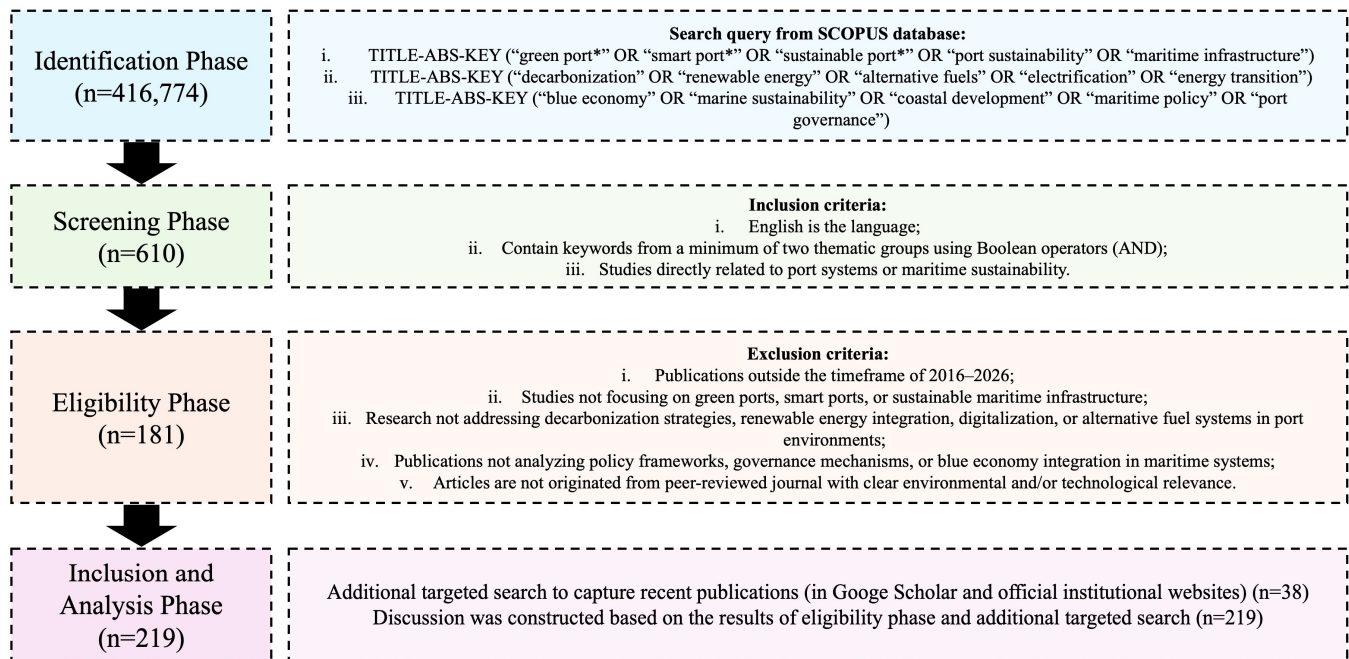 Identification Phase
(n=416,774)
Search query from SCOPUS database:
i. TITLE-ABS-KEY (“green port*” OR “smart port*” OR “sustainable port*” OR “port sustainability” OR “maritime infrastructure”)
ii. TITLE-ABS-KEY (“decarbonization” OR “renewable energy” OR “alternative fuels” OR “electrification” OR “energy transition”)
iii. TITLE-ABS-KEY (“blue economy” OR “marine sustainability” OR “coastal development” OR “maritime policy” OR “port
governance”)
Screening Phase
(n=610)
Inclusion criteria:
i. English is the language;
ii. Contain keywords from a minimum of two thematic groups using Boolean operators (AND);
iii. Studies directly related to port systems or maritime sustainability.
Eligibility Phase
(n=181)
Exclusion criteria:
i. Publications outside the timeframe of 2016–2026;
ii. Studies not focusing on green ports, smart ports, or sustainable maritime infrastructure;
iii. Research not addressing decarbonization strategies, renewable energy integration, digitalization, or alternative fuel systems in port
environments;
iv. Publications not analyzing policy frameworks, governance mechanisms, or blue economy integration in maritime systems;
v. Articles are not originated from peer-reviewed journal with clear environmental and/or technological relevance.
Inclusion and
Analysis Phase
(n=219)
Additional targeted search to capture recent publications (in Googe Scholar and official institutional websites) (n=38)
Discussion was constructed based on the results of eligibility phase and additional targeted search (n=219)